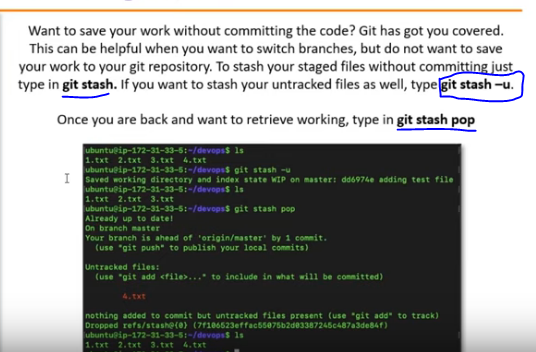 Want to save your work without committing the code? Git has got you covered.
This can be helpful when you want to switch branches, but do not want to save
your work to your git repository. To stash your staged files without committing just
type in git stash. If you want to stash your untracked files as well, type git stash –u.
Once you are back and want to retrieve working, type in git stash pop
ubuntu@ip-172-31-33-5:~/devops$ ls
1.txt 2.txt 3.txt 4.txt
ubuntu@ip-172-31-33-5:~/devops$ git stash -u
Saved working directory and index state WIP on master: dd6974e adding test file
ubuntu@ip-172-31-33-5:~/devops$ ls
1.txt 2.txt 3.txt
ubuntu@ip-172-31-33-5:~/devops$ git stash pop
Already up to date!
On branch master
Your branch is ahead of 'origin/master' by 1 commit.
(use "git push" to publish your local commits)
Untracked files:
(use "git add <file>..." to include in what will be committed)
4.txt
nothing added to commit but untracked files present (use "git add" to track)
Dropped refs/stash@{0} (7f106523effac55075b2d03387245c487a3de84f)
ubuntu@ip-172-31-33-5:~/devops$ ls
1.txt 2.txt 3.txt 4.txt